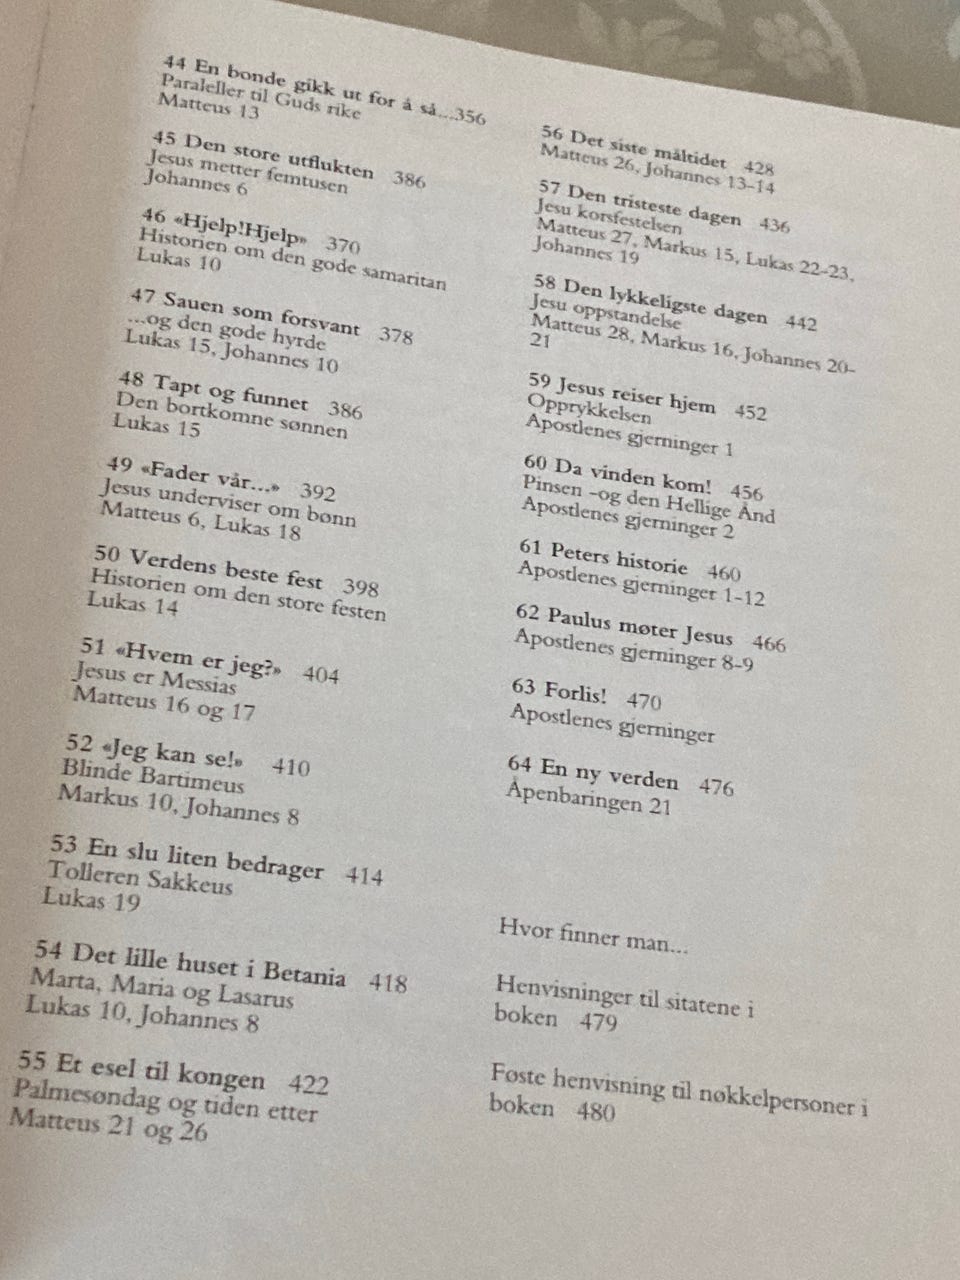 44 En bonde gikk ut for å så....356
Paraleller til Guds rike
Matteus 13
45 Den store utflukten 386
Jesus metter femtusen
Johannes 6
46 «Hjelp!Hjelp» 370
Historien om den gode samaritan
Lukas 10
47 Sauen som forsvant 378
...og den gode hyrde
Lukas 15, Johannes 10
48 Tapt og funnet 386
Den bortkomne sønnen
Lukas 15
49 «Fader vår...» 392
Jesus underviser om bønn
Matteus 6, Lukas 18
50 Verdens beste fest 398
Historien om den store festen
Lukas 14
51 «Hvem er jeg?» 404
Jesus er Messias
Matteus 16 og 17
52 «Jeg kan se!» 410
Blinde Bartimeus
Markus 10, Johannes 8
53 En slu liten bedrager 414
Tolleren Sakkeus
Lukas 19
54 Det lille huset i Betania 418
Marta, Maria og Lasarus
Lukas 10, Johannes 8
55 Et esel til kongen 422
Palmesøndag og tiden etter
Matteus 21 og 26
56 Det siste måltidet 428
Matteus 26, Johannes 13-14
57 Den tristeste dagen 436
Jesu korsfestelsen
Matteus 27, Markus 15, Lukas 22-23,
Johannes 19
58 Den lykkeligste dagen 442
Jesu oppstandelse
Matteus 28, Markus 16, Johannes 20-
21
59 Jesus reiser hjem 452
Opprykkelsen
Apostlenes gjerninger 1
60 Da vinden kom! 456
Pinsen -og den Hellige Ånd
Apostlenes gjerninger 2
61 Peters historie 460
Apostlenes gjerninger 1-12
62 Paulus møter Jesus 466
Apostlenes gjerninger 8-9
63 Forlis! 470
Apostlenes gjerninger
64 En ny verden 476
Åpenbaringen 21
Hvor finner man...
Henvisninger til sitatene i
boken 479
Føste henvisning til nøkkelpersoner i
boken 480